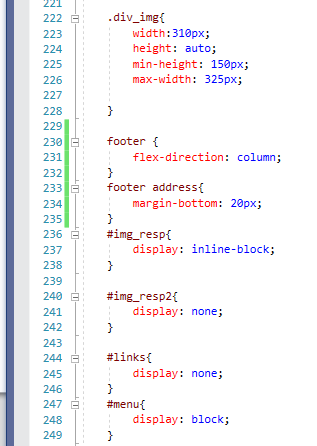 221
222 .div_img{
223 width:310px;
224 height: auto;
225 min-height: 150px;
226 max-width: 325px;
227
228 }
229
230 footer {
231 flex-direction: column;
232 }
233 footer address{
234 margin-bottom: 20px;
235 }
236 #img_resp{
237 display: inline-block;
238 }
239
240 #img_resp2{
241 display: none;
242 }
243
244 #links{
245 display: none;
246 }
247 #menu{
248 display: block;
249 }